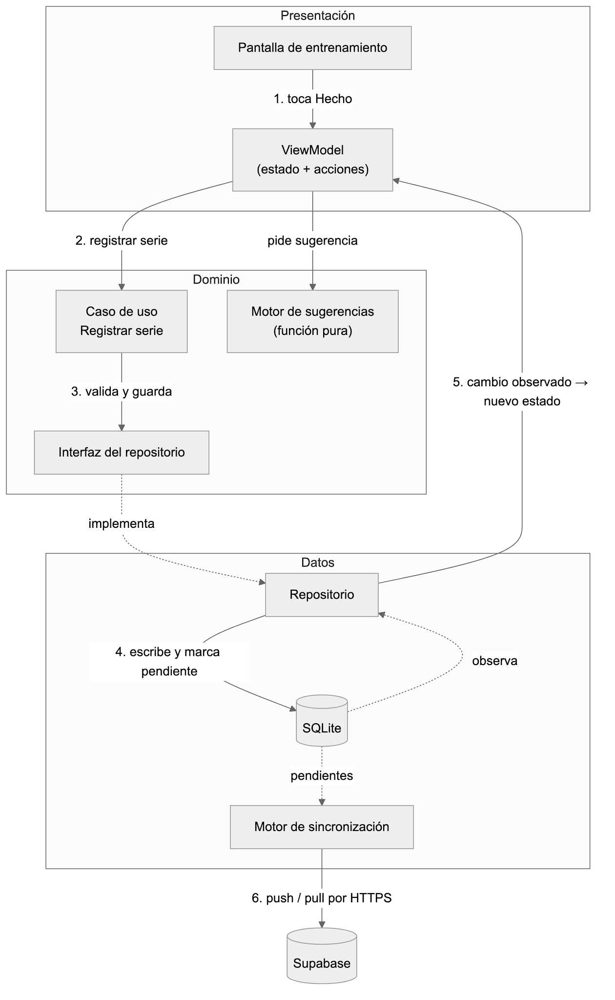 Presentación
Pantalla de entrenamiento
1. toca Hecho
ViewModel
(estado + acciones)
2. registrar serie
pide sugerencia
Dominio
Caso de uso
Registrar serie
Motor de sugerencias
(función pura)
3. valida y guarda
5. cambio observado →
nuevo estado
Interfaz del repositorio
implementa
Datos
Repositorio
4. escribe y marca
pendiente
observa
SQLite
pendientes
Motor de sincronización
6. push / pull por HTTPS
Supabase